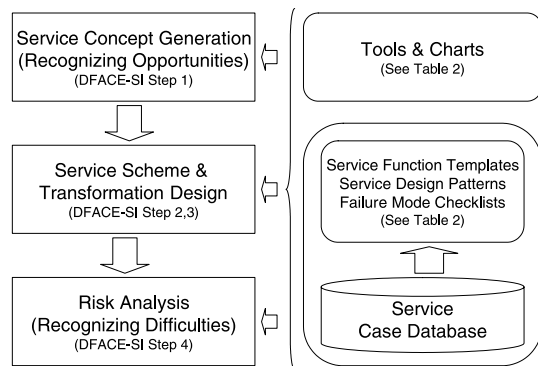 Service Concept Generation
(Recognizing Opportunities)
(DFACE-SI Step 1)
Service Scheme &
Transformation Design
(DFACE-SI Step 2,3)
Risk Analysis
(Recognizing Difficulties)
(DFACE-SI Step 4)
Tools & Charts
(See Table 2)
Service Function Templates
Service Design Patterns
Failure Mode Checklists
(See Table 2)
Service
Case Database